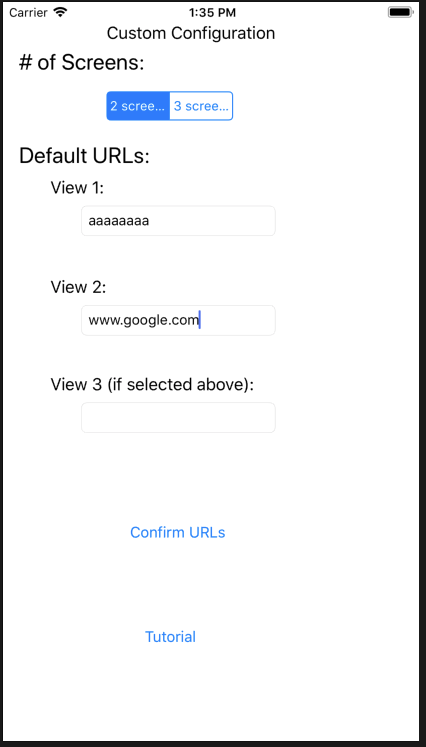 Carrier 1:35 PM
Custom Configuration
# of Screens:
2 scree... 3 scree...
Default URLs:
View 1:
aaaaaaaa
View 2:
www.google.com
View 3 (if selected above):
Confirm URLs
Tutorial